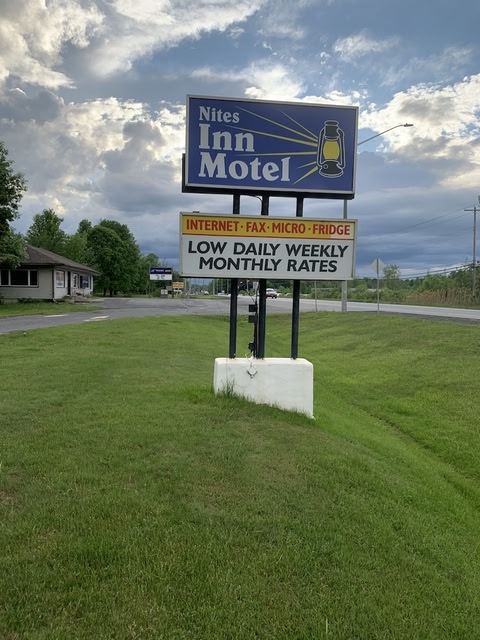 Nites
Inn
Motel
INTERNET · FAX · MICRO · FRIDGE
LOW DAILY WEEKLY
MONTHLY RATES